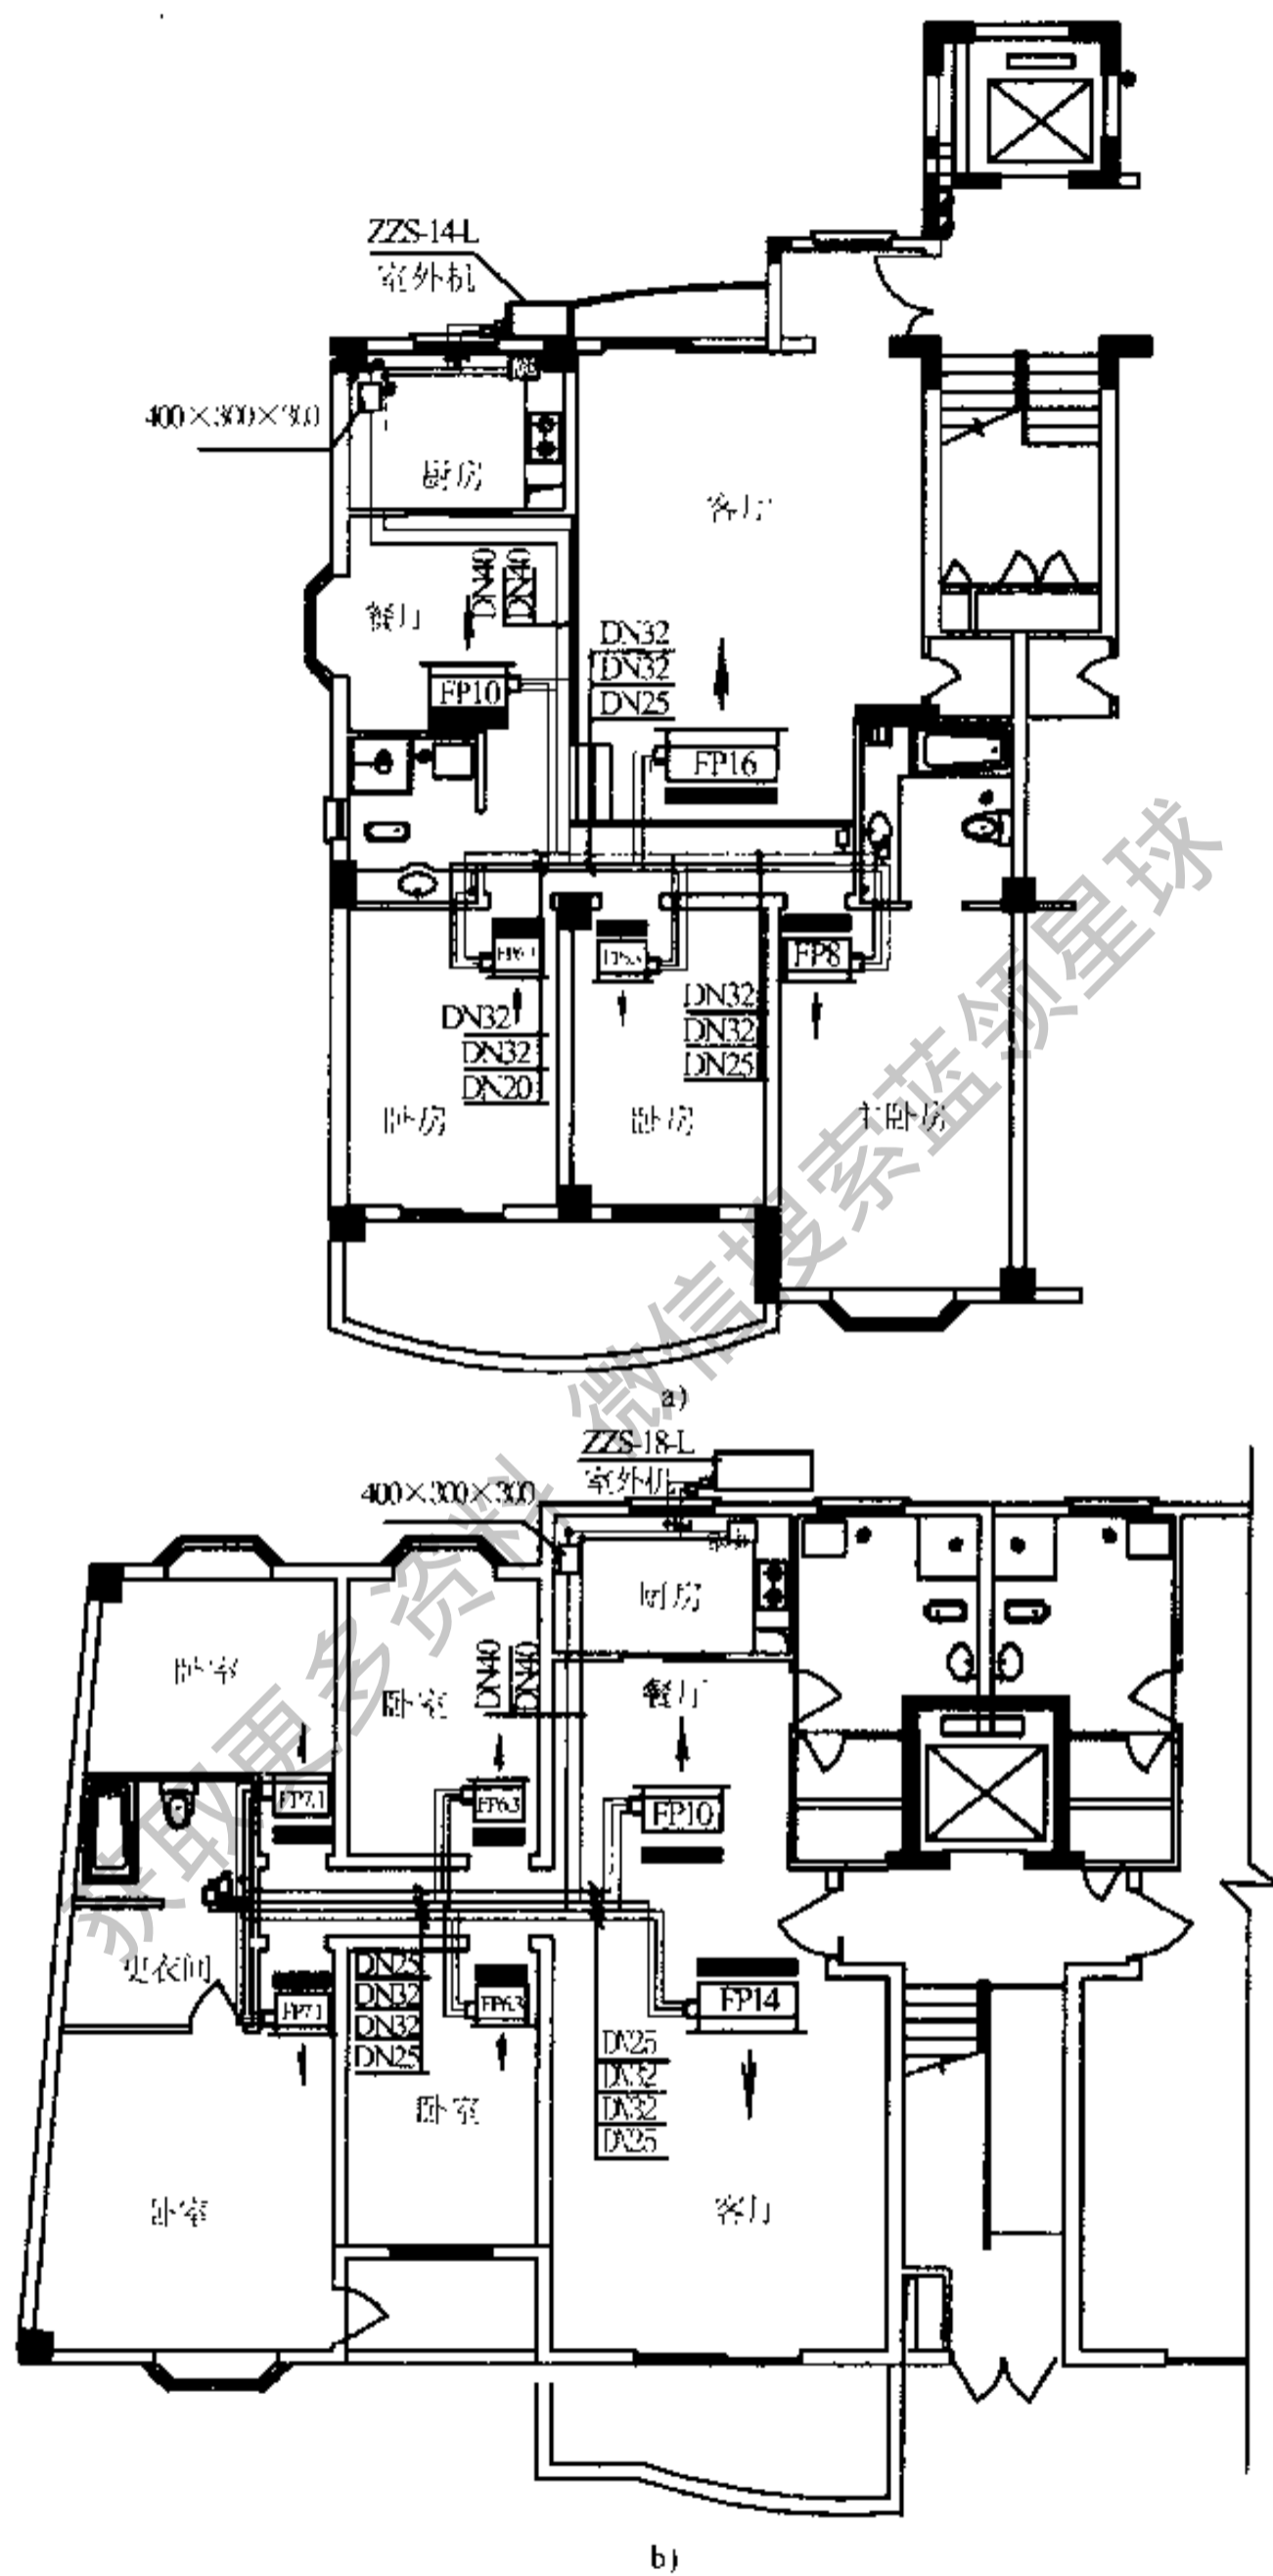 ZZS-14-L
室外机
400×300×300
厨房
客厅
餐厅
DN40
DN40
DN32
DN32
DN25
FP10
FP16
FP8
DN32
DN32
DN20
DN32
DN32
DN25
卧房
卧房
主卧房
a)
ZZS-18-L
室外机
400×300×300
厨房
卧室
卧室
DN40
DN40
餐厅
FP7.1
FP6.3
FP10
更衣间
FP7.1
DN25
DN32
DN32
DN25
FP6.3
FP14
DN25
DN32
DN32
DN25
卧室
卧室
客厅
b)
获取更多资料 微信搜索蓝领星球